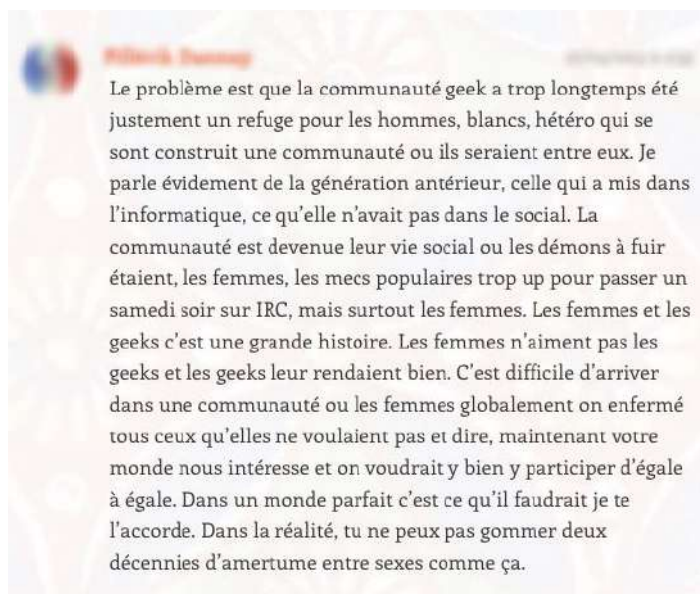 Le problème est que la communauté geek a trop longtemps été
justement un refuge pour les hommes, blancs, hétéro qui se
sont construit une communauté ou ils seraient entre eux. Je
parle évidement de la génération antérieur, celle qui a mis dans
l'informatique, ce qu'elle n'avait pas dans le social. La
communauté est devenue leur vie social ou les démons à fuir
étaient, les femmes, les mecs populaires trop up pour passer un
samedi soir sur IRC, mais surtout les femmes. Les femmes et les
geeks c'est une grande histoire. Les femmes n'aiment pas les
geeks et les geeks leur rendaient bien. C'est difficile d'arriver
dans une communauté ou les femmes globalement on enfermé
tous ceux qu'elles ne voulaient pas et dire, maintenant votre
monde nous intéresse et on voudrait y bien y participer d'égale
à égale. Dans un monde parfait c'est ce qu'il faudrait je te
l'accorde. Dans la réalité, tu ne peux pas gommer deux
décennies d'amertume entre sexes comme ça.